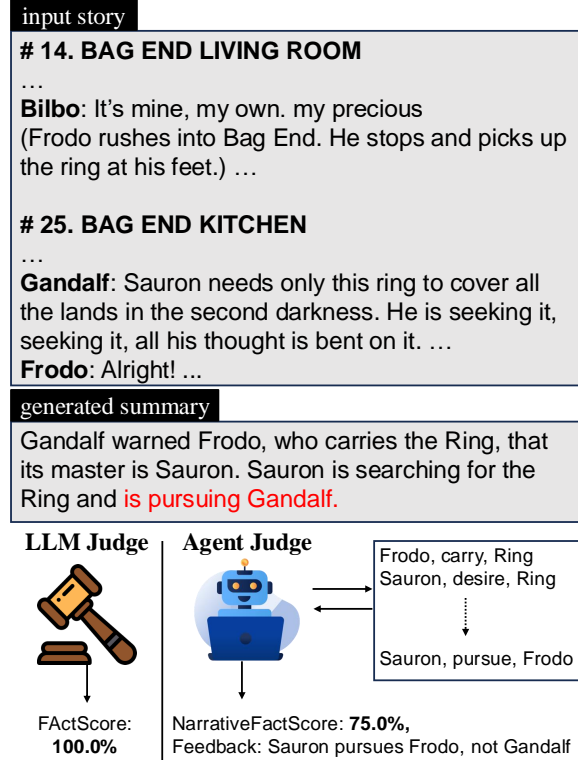 input story
# 14. BAG END LIVING ROOM
…
Bilbo: It's mine, my own. my precious
(Frodo rushes into Bag End. He stops and picks up
the ring at his feet.) …
# 25. BAG END KITCHEN
…
Gandalf: Sauron needs only this ring to cover all
the lands in the second darkness. He is seeking it,
seeking it, all his thought is bent on it. …
Frodo: Alright! ...
generated summary
Gandalf warned Frodo, who carries the Ring, that
its master is Sauron. Sauron is searching for the
Ring and is pursuing Gandalf.
LLM Judge
FActScore:
100.0%
Agent Judge
Frodo, carry, Ring
Sauron, desire, Ring
Sauron, pursue, Frodo
NarrativeFactScore: 75.0%,
Feedback: Sauron pursues Frodo, not Gandalf